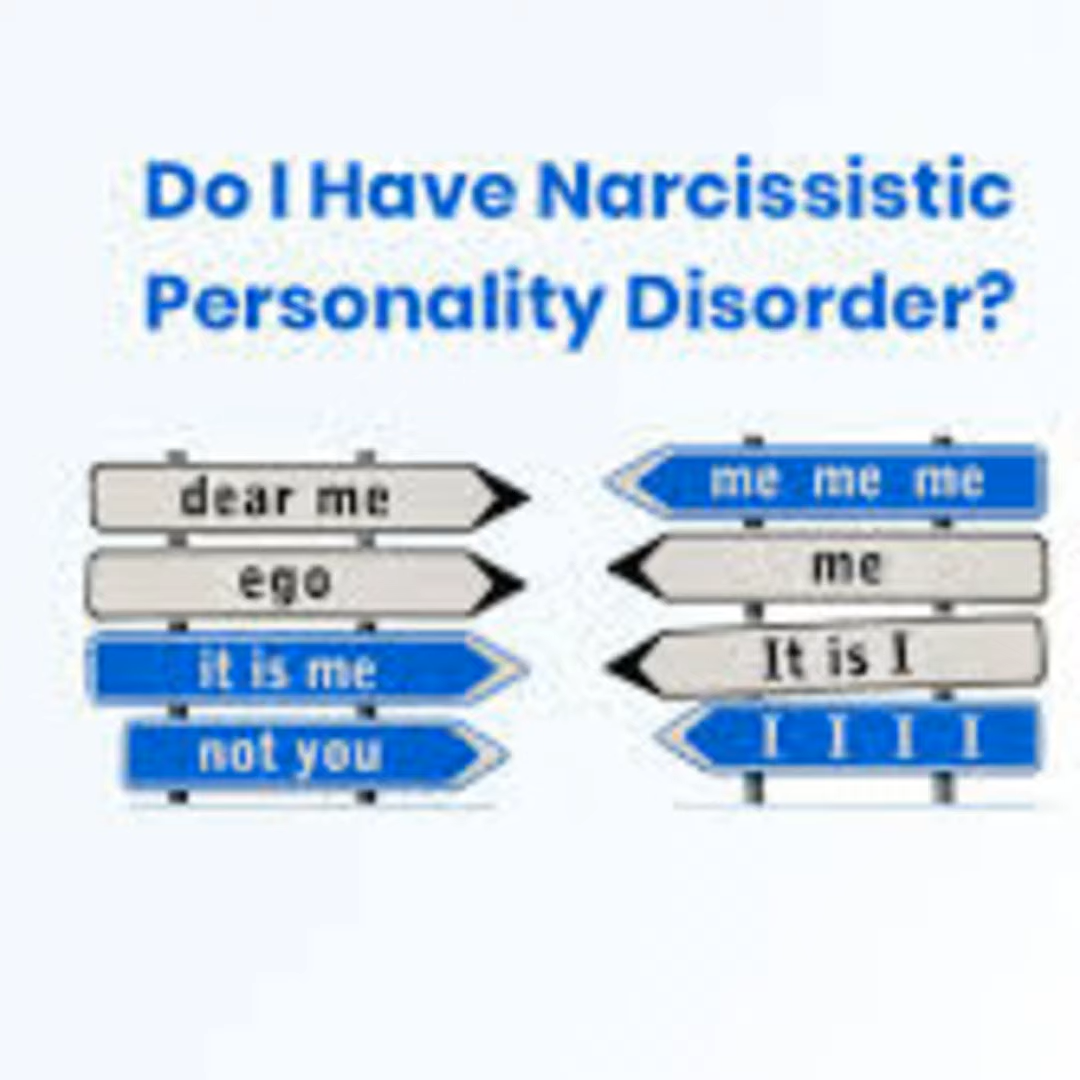 Do I Have Narcissistic
Personality Disorder?
dear me
ego
it is me
not you
me me me
me
It is I
I I I I